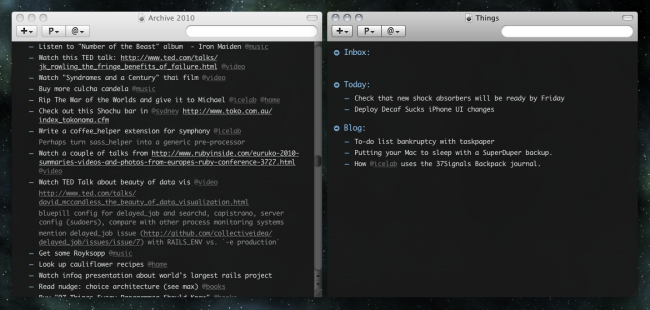 Archive 2010
+ P @
– Listen to "Number of the Beast" album - Iron Maiden @music
– Watch this TED talk: http://www.ted.com/talks/
jk_rowling_the_fringe_benefits_of_failure.html @video
– Watch "Syndromes and a Century" thai film @video
– Buy more culcha candela @music
– Rip The War of the Worlds and give it to Michael @icelab @home
– Check out this Shochu bar in @sydney http://www.toko.com.au/
index_tokonoma.cfm
– Write a coffee_helper extension for symphony @icelab
Perhaps turn sass_helper into a generic pre-processor
– Watch a couple of talks from http://www.rubyinside.com/euruko-2010-
summaries-videos-and-photos-from-europes-ruby-conference-3727.html
@video
– Watch TED Talk about beauty of data vis @video
http://www.ted.com/talks/
david_mccandless_the_beauty_of_data_visualization.html
bluepill config for delayed_job and searchd, capistrano, server
config (sudoers), compare with other process monitoring systems
mention delayed_job issue (http://github.com/collectiveidea/
delayed_job/issues/issue/7) with RAILS_ENV vs. `-e production`
– Get some Royksopp @music
– Look up cauliflower recipes @home
– Watch infoq presentation about world's largest rails project
– Read nudge: choice architecture (see max) @books
– Buy "97 Things Every Programmer Should Know" @books
Things
+ P @
Inbox:
Today:
– Check that new shock absorbers will be ready by Friday
– Deploy Decaf Sucks iPhone UI changes
Blog:
– To-do list bankruptcy with taskpaper
– Putting your Mac to sleep with a SuperDuper backup.
– How @icelab uses the 37Signals Backpack journal.